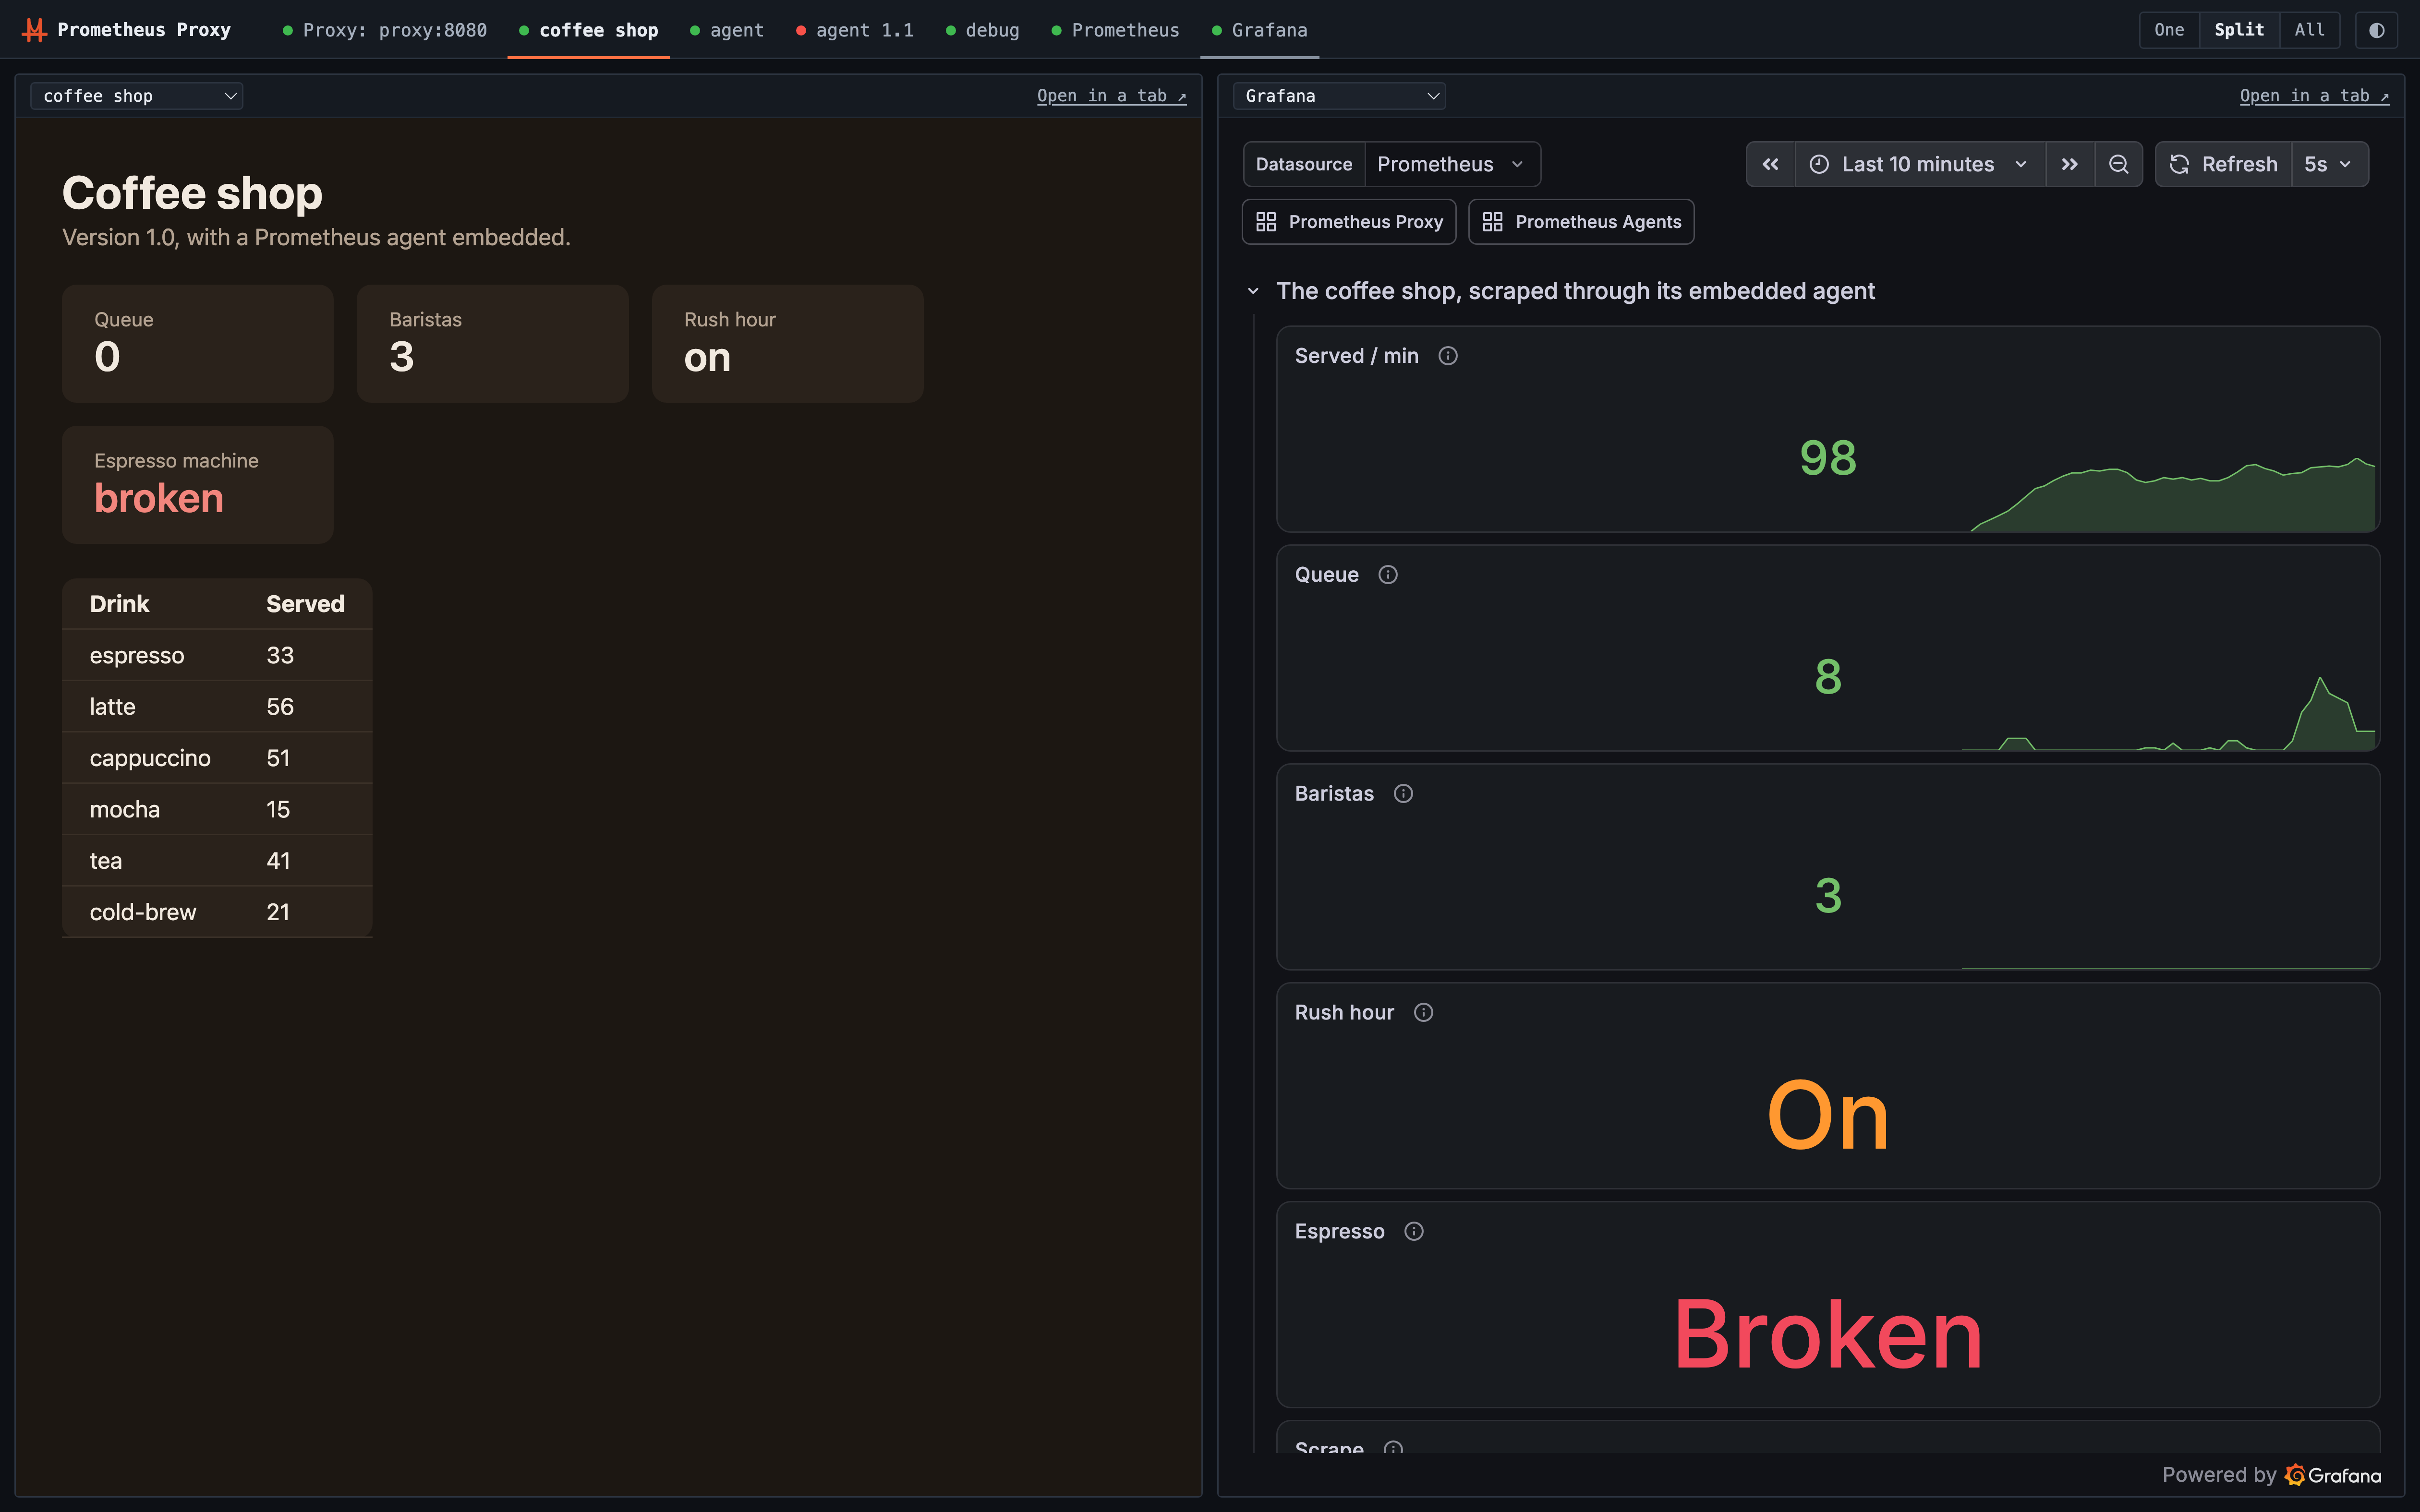 Prometheus Proxy
Proxy: proxy:8080
coffee shop
agent
agent 1.1
debug
Prometheus
Grafana
One
Split
All
coffee shop
Open in a tab ↗
Coffee shop
Version 1.0, with a Prometheus agent embedded.
Queue
0
Baristas
3
Rush hour
on
Espresso machine
broken
Drink Served
espresso 33
latte 56
cappuccino 51
mocha 15
tea 41
cold-brew 21
Grafana
Open in a tab ↗
Datasource Prometheus
Last 10 minutes
Refresh 5s
Prometheus Proxy
Prometheus Agents
The coffee shop, scraped through its embedded agent
Served / min
98
Queue
8
Baristas
3
Rush hour
On
Espresso
Broken
Scrape
Powered by Grafana